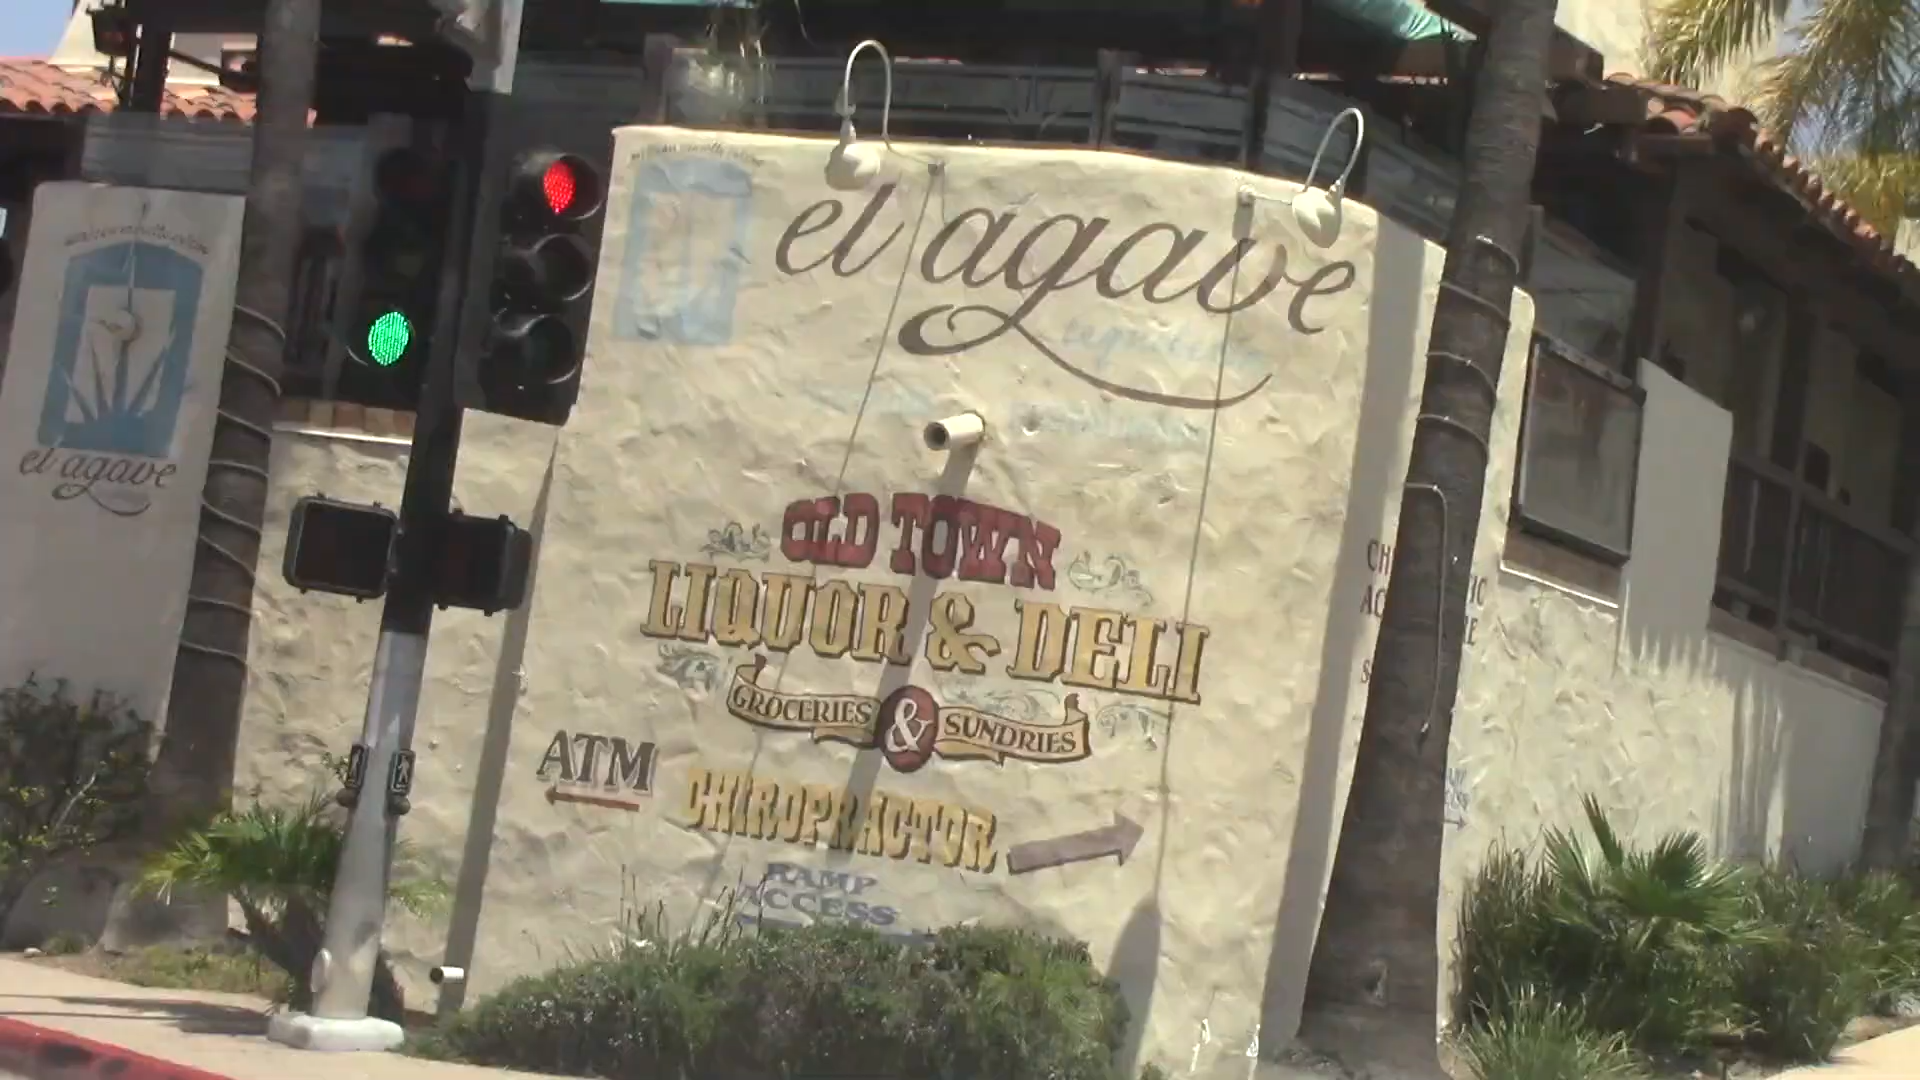 el agave
el agave
OLD TOWN
LIQUOR & DELI
GROCERIES & SUNDRIES
ATM
CHIROPRACTOR
RAMP
ACCESS